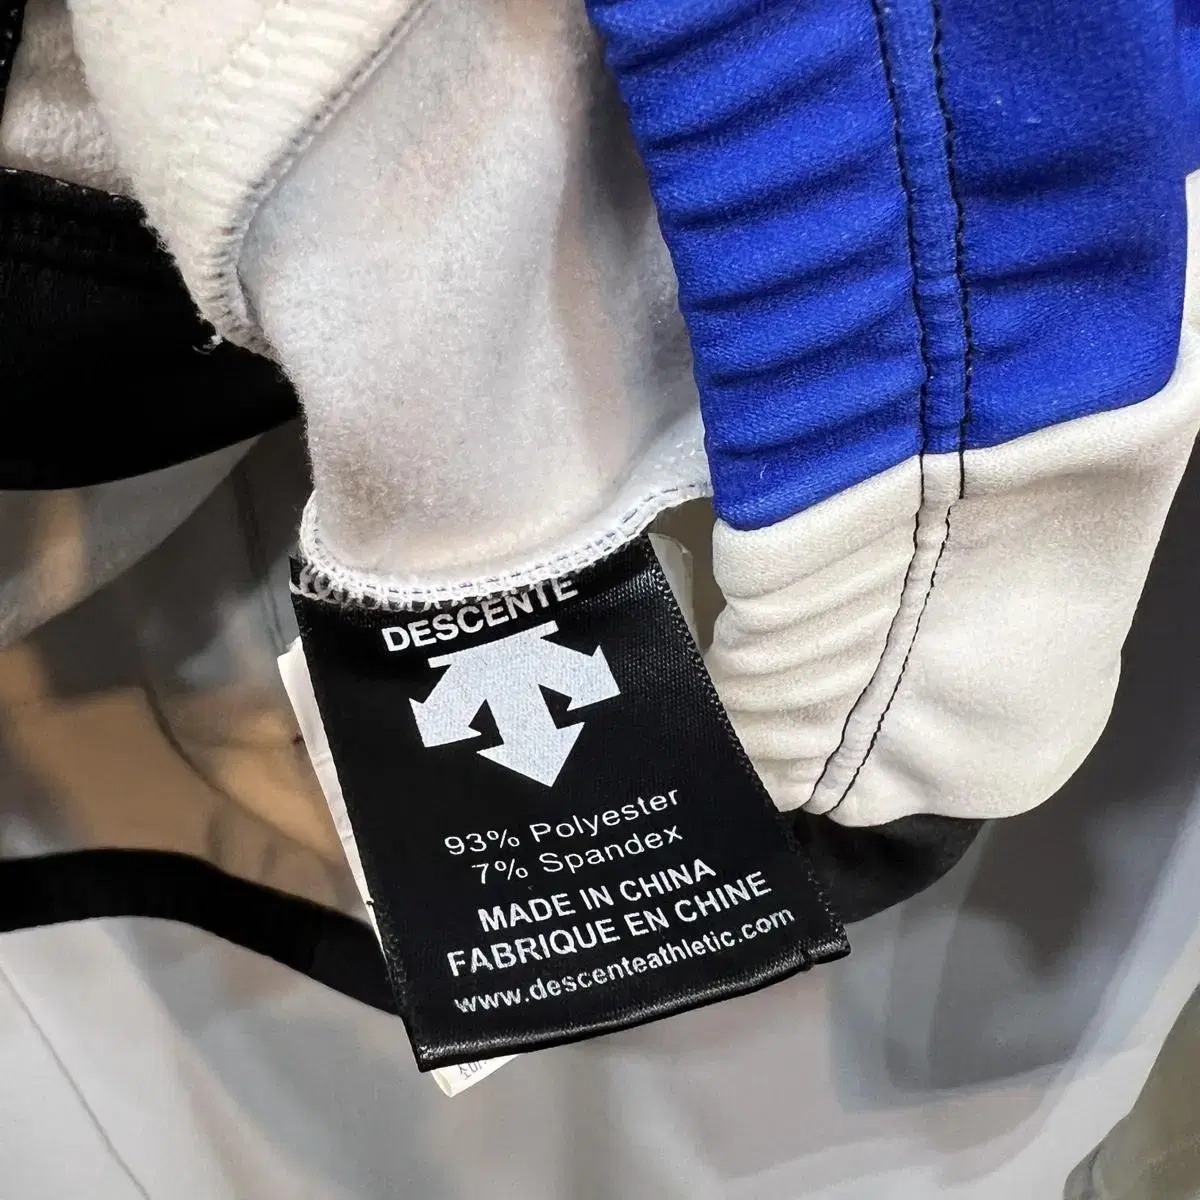 DESCENTE
93% Polyester
7% Spandex
MADE IN CHINA
FABRIQUE EN CHINE
www.descenteathletic.com